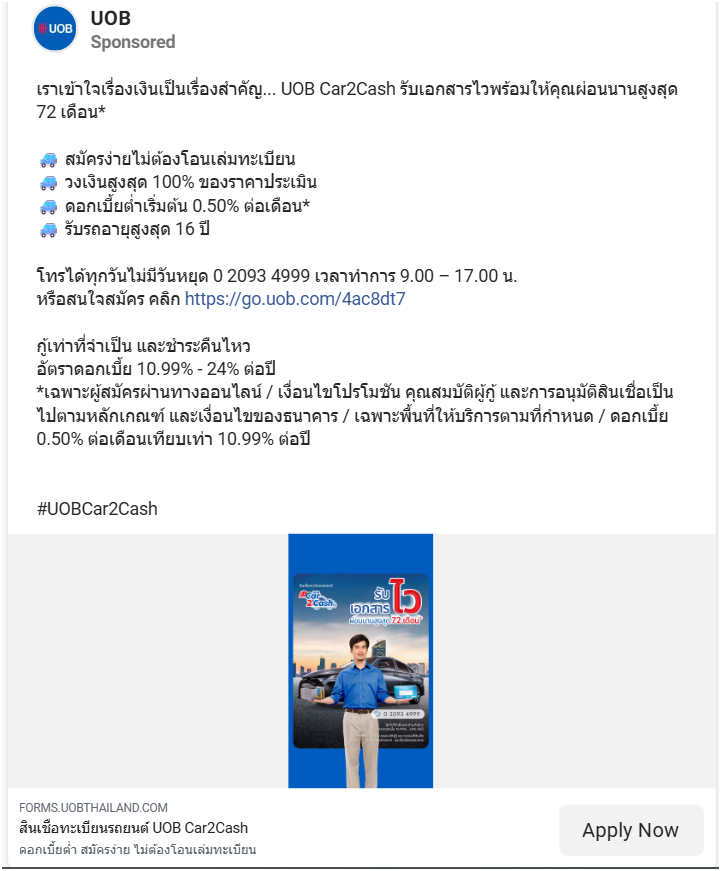 UOB
UOB
Sponsored
เราเข้าใจเรื่องเงินเป็นเรื่องสำคัญ... UOB Car2Cash รับเอกสารไวพร้อมให้คุณผ่อนนานสูงสุด
72 เดือน*
สมัครง่ายไม่ต้องโอนเล่มทะเบียน
วงเงินสูงสุด 100% ของราคาประเมิน
ดอกเบี้ยต่ำเริ่มต้น 0.50% ต่อเดือน*
รับรถอายุสูงสุด 16 ปี
โทรได้ทุกวันไม่มีวันหยุด 0 2093 4999 เวลาทำการ 9.00 – 17.00 น.
หรือสนใจสมัคร คลิก https://go.uob.com/4ac8dt7
กู้เท่าที่จำเป็น และชำระคืนไหว
อัตราดอกเบี้ย 10.99% - 24% ต่อปี
*เฉพาะผู้สมัครผ่านทางออนไลน์ / เงื่อนไขโปรโมชัน คุณสมบัติผู้กู้ และการอนุมัติสินเชื่อเป็น
ไปตามหลักเกณฑ์ และเงื่อนไขของธนาคาร / เฉพาะพื้นที่ให้บริการตามที่กำหนด / ดอกเบี้ย
0.50% ต่อเดือนเทียบเท่า 10.99% ต่อปี
#UOBCar2Cash
Car2Cash
รับ
เอกสาร ไว
ผ่อนนานสูงสุด 72 เดือน*
0 2093 4999
FORMS.UOBTHAILAND.COM
สินเชื่อทะเบียนรถยนต์ UOB Car2Cash
ดอกเบี้ยต่ำ สมัครง่าย ไม่ต้องโอนเล่มทะเบียน
Apply Now